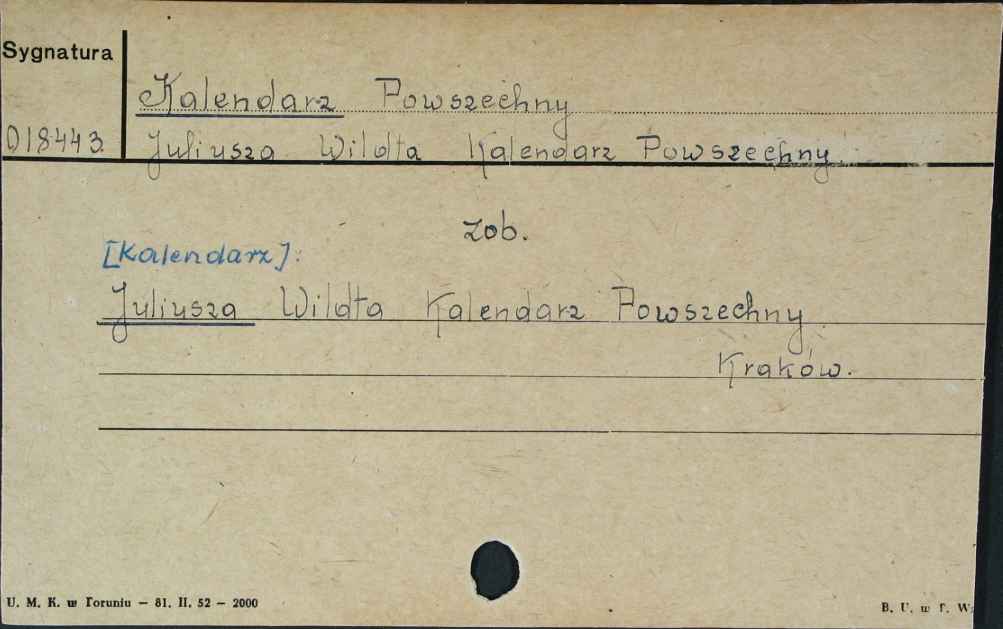 Sygnatura
Kalendarz Powszechny
018443
Juliusza Wildta Kalendarz Powszechny
zob.
[Kalendarz]:
Juliusza Wildta Kalendarz Powszechny
Kraków.
U. M. K. w Toruniu – 81. II. 52 – 2000
B. U. w T. W